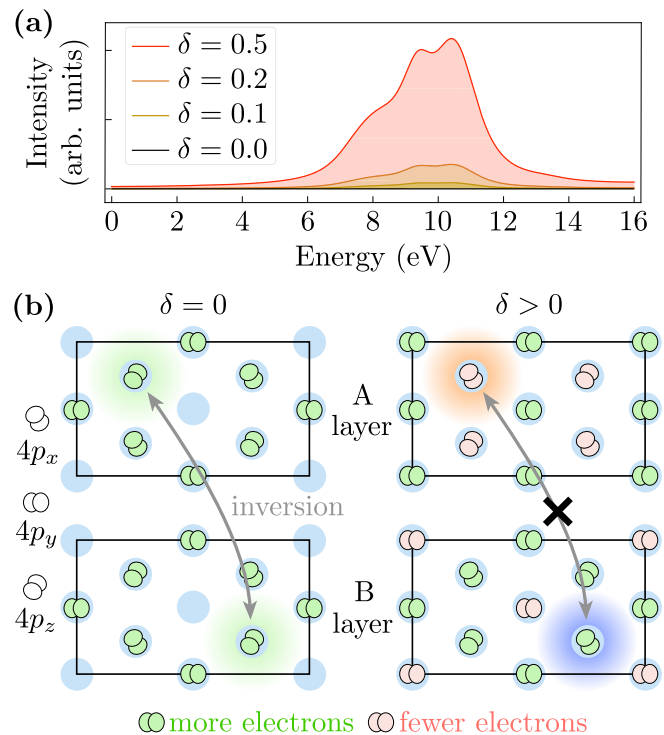 (a)
Intensity
(arb. units)
δ = 0.5
δ = 0.2
δ = 0.1
δ = 0.0
0 2 4 6 8 10 12 14 16
Energy (eV)
(b)
δ = 0
δ > 0
A
layer
4pₓ
inversion
4p_y
B
layer
4p_z
more electrons
fewer electrons